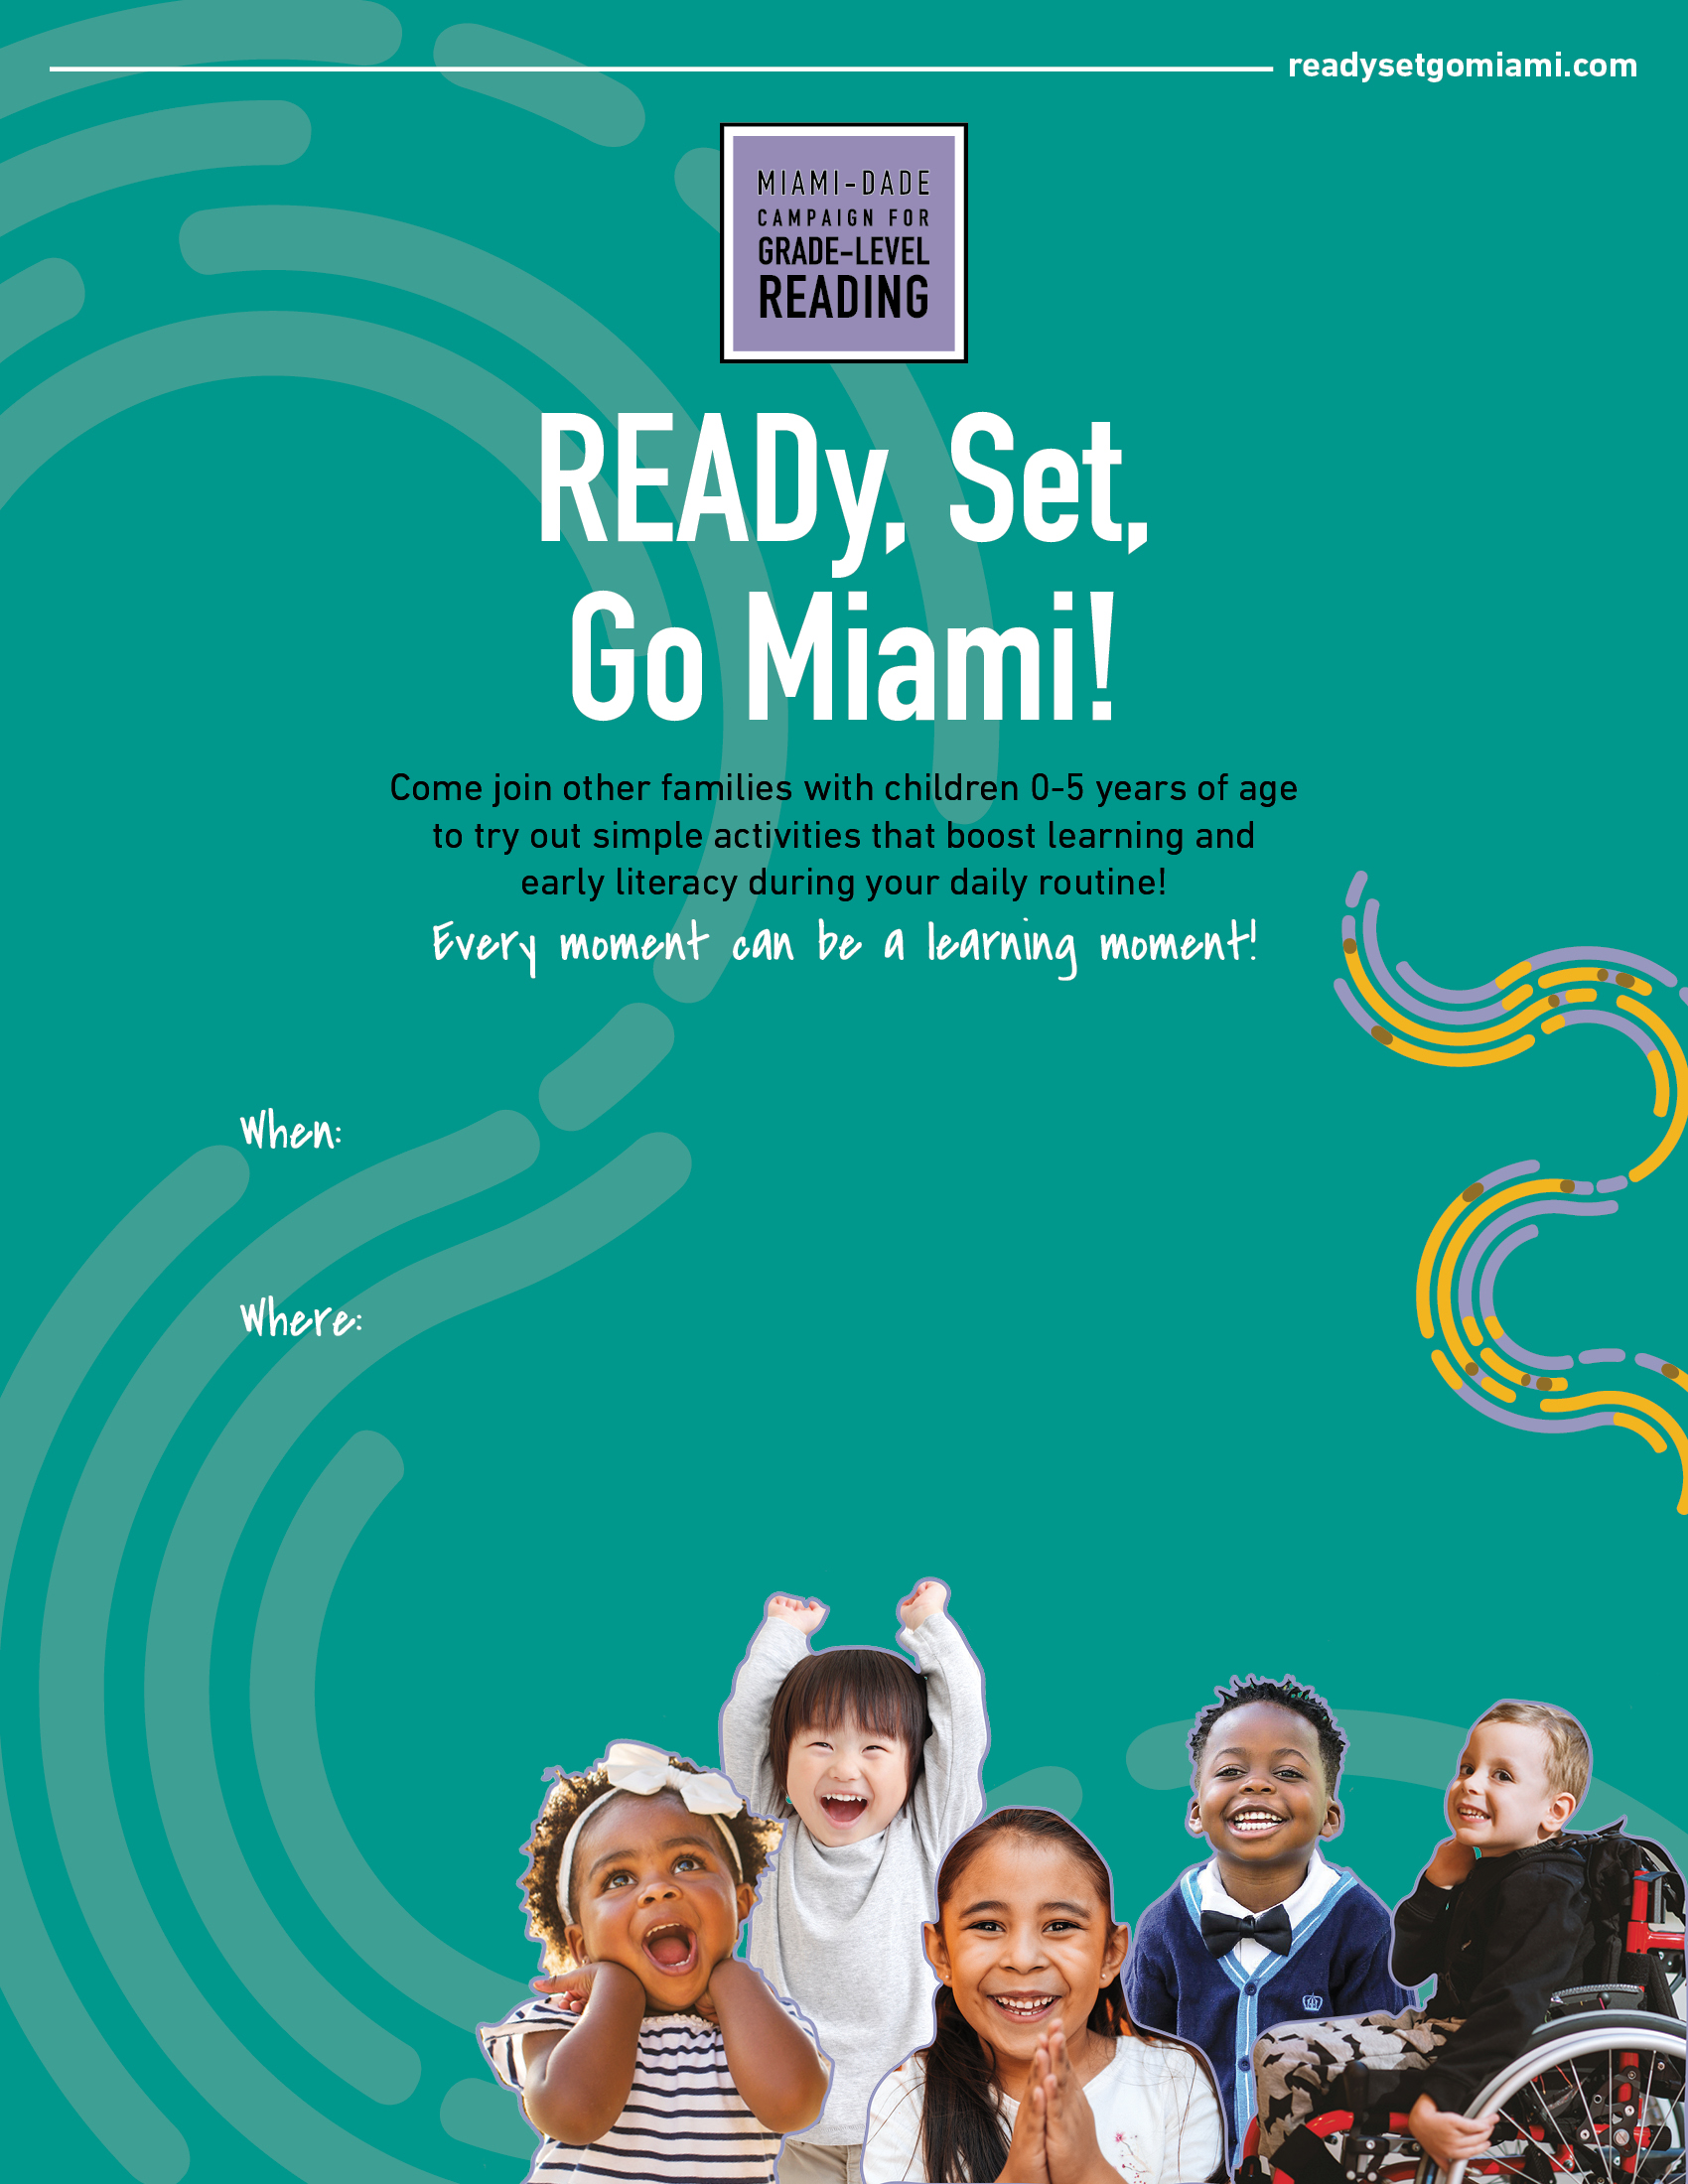 readysetgomiami.com
MIAMI-DADE
CAMPAIGN FOR
GRADE-LEVEL
READING
READy, Set,
Go Miami!
Come join other families with children 0-5 years of age
to try out simple activities that boost learning and
early literacy during your daily routine!
Every moment can be a learning moment!
When:
Where: